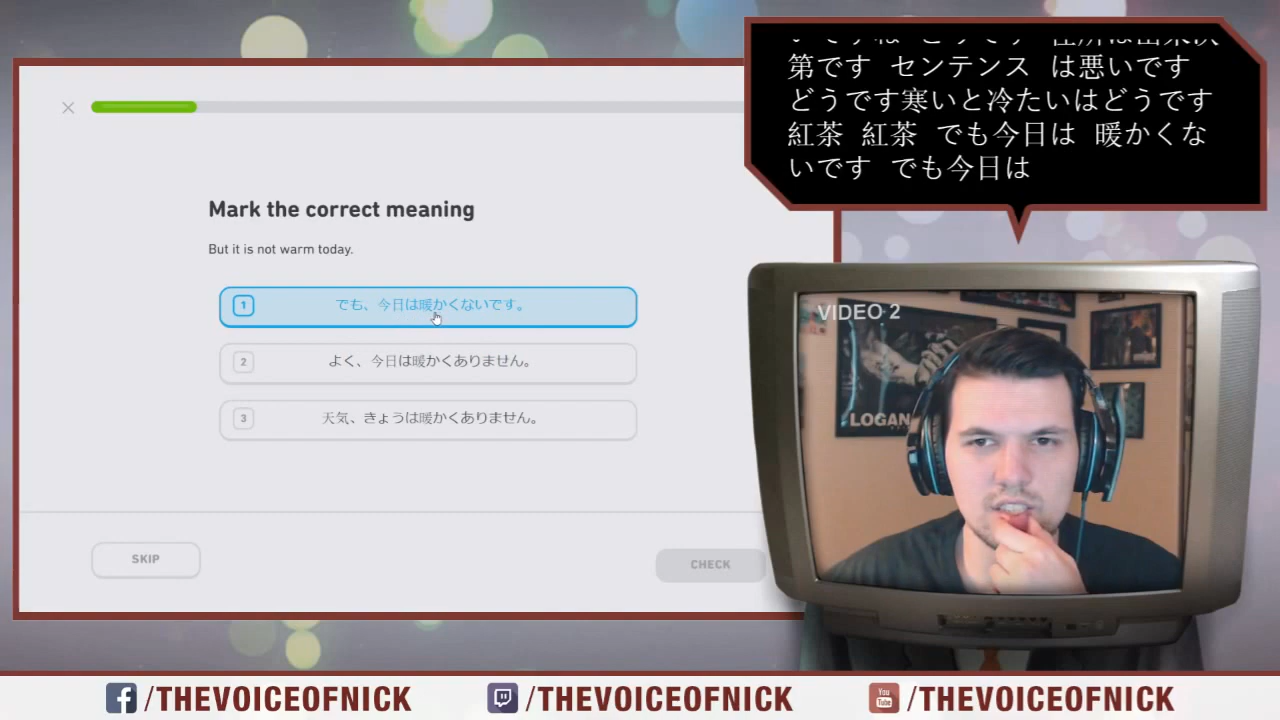 第です センテンス は悪いです
どうです寒いと冷たいはどうです
紅茶 紅茶 でも今日は 暖かくな
いです でも今日は
Mark the correct meaning
But it is not warm today.
1 でも、今日は暖かくないです。
2 よく、今日は暖かくありません。
3 天気、きょうは暖かくありません。
SKIP
CHECK
VIDEO 2
LOGAN
/THEVOICEOFNICK
/THEVOICEOFNICK
You Tube
/THEVOICEOFNICK